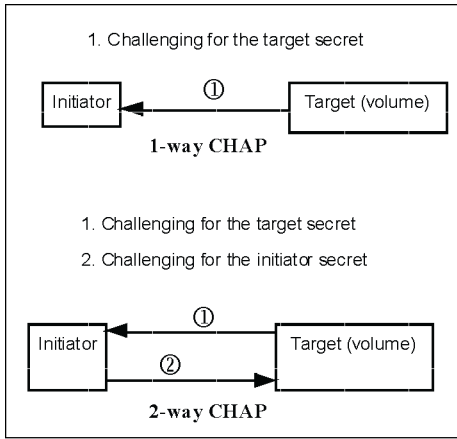 1. Challenging for the target secret
①
Initiator
Target (volume)
1-way CHAP
1. Challenging for the target secret
2. Challenging for the initiator secret
①
Initiator
Target (volume)
②
2-way CHAP